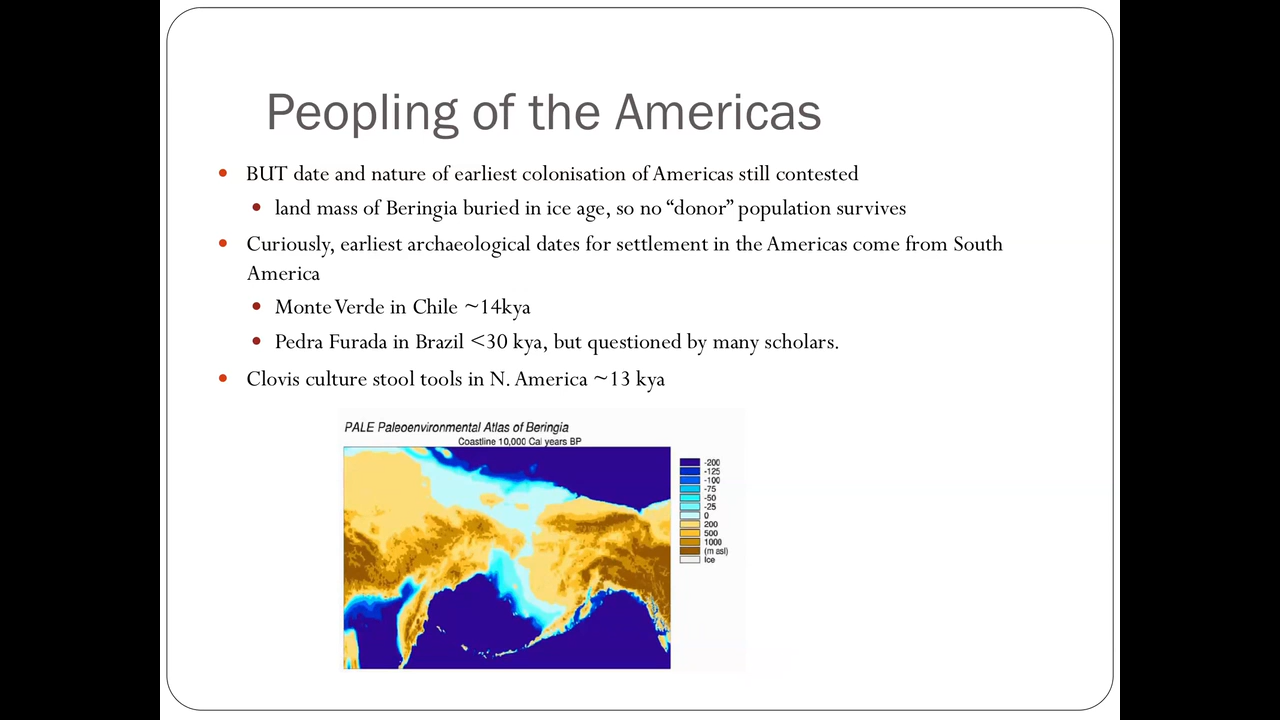 Peopling of the Americas
BUT date and nature of earliest colonisation of Americas still contested
land mass of Beringia buried in ice age, so no “donor” population survives
Curiously, earliest archaeological dates for settlement in the Americas come from South
America
Monte Verde in Chile ~14kya
Pedra Furada in Brazil <30 kya, but questioned by many scholars.
Clovis culture stool tools in N. America ~13 kya
PALE Paleoenvironmental Atlas of Beringia
Coastline 10,000 Cal years BP
-200
-125
-100
-75
-50
-25
0
200
500
1000
(m asl)
Ice